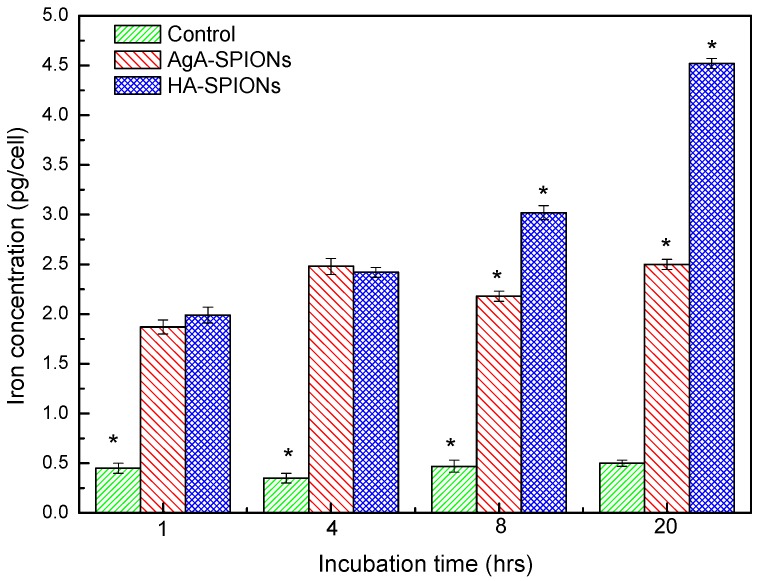 Control
AgA-SPIONs
HA-SPIONs
5.0
4.5
4.0
3.5
3.0
2.5
2.0
1.5
1.0
0.5
0.0
Iron concentration (pg/cell)
* * * * * * *
1 4 8 20
Incubation time (hrs)